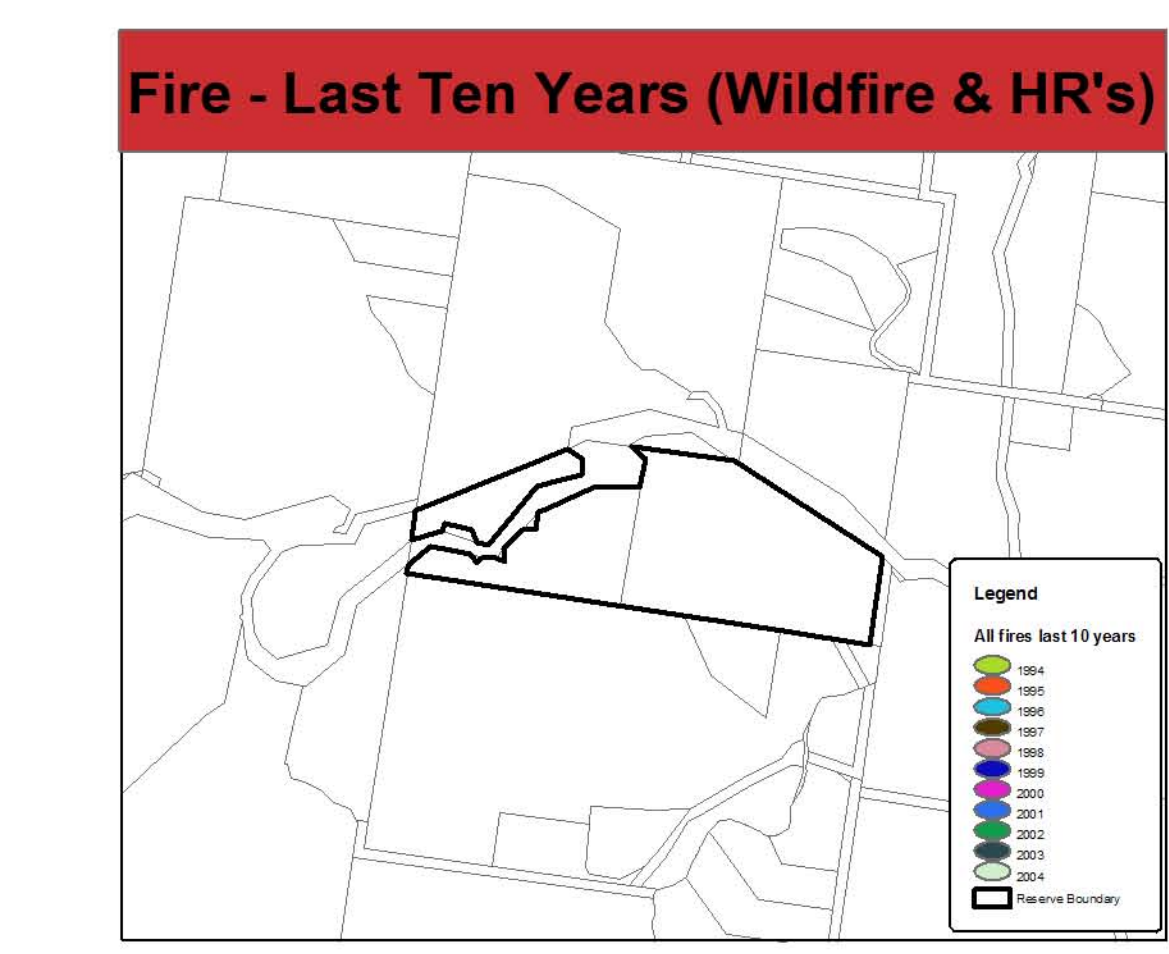 Fire - Last Ten Years (Wildfire & HR's)
Legend
All fires last 10 years
1994
1995
1996
1997
1998
1999
2000
2001
2002
2003
2004
Reserve Boundary